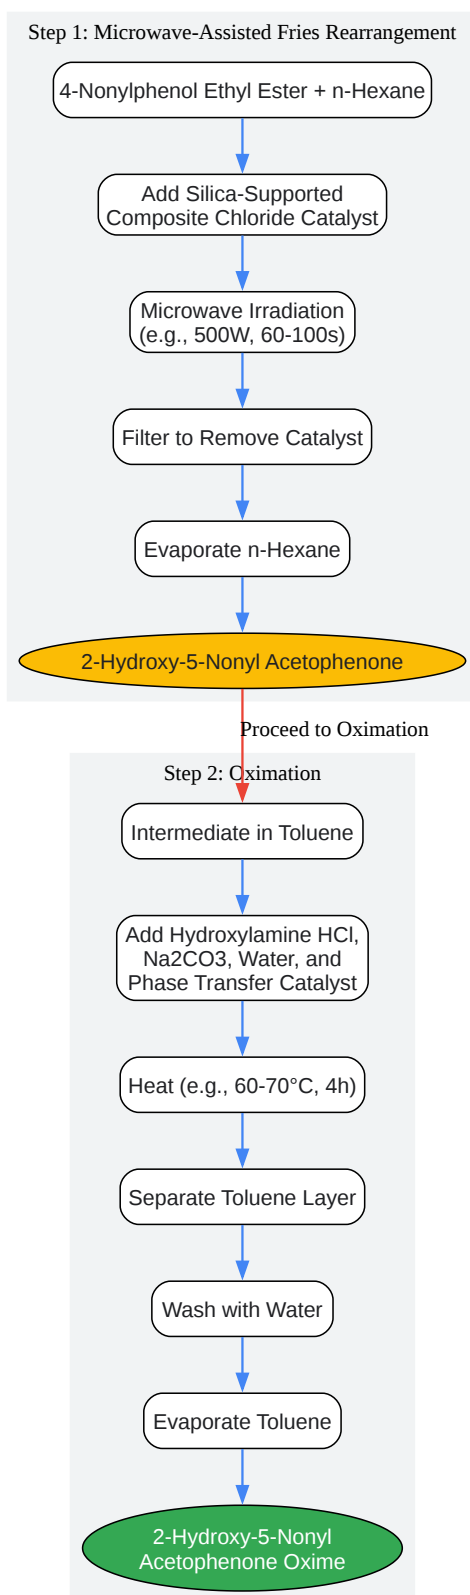 Step 1: Microwave-Assisted Fries Rearrangement
4-Nonylphenol Ethyl Ester + n-Hexane
Add Silica-Supported
Composite Chloride Catalyst
Microwave Irradiation
(e.g., 500W, 60-100s)
Filter to Remove Catalyst
Evaporate n-Hexane
2-Hydroxy-5-Nonyl Acetophenone
Proceed to Oximation
Step 2: Oximation
Intermediate in Toluene
Add Hydroxylamine HCl,
Na2CO3, Water, and
Phase Transfer Catalyst
Heat (e.g., 60-70°C, 4h)
Separate Toluene Layer
Wash with Water
Evaporate Toluene
2-Hydroxy-5-Nonyl
Acetophenone Oxime